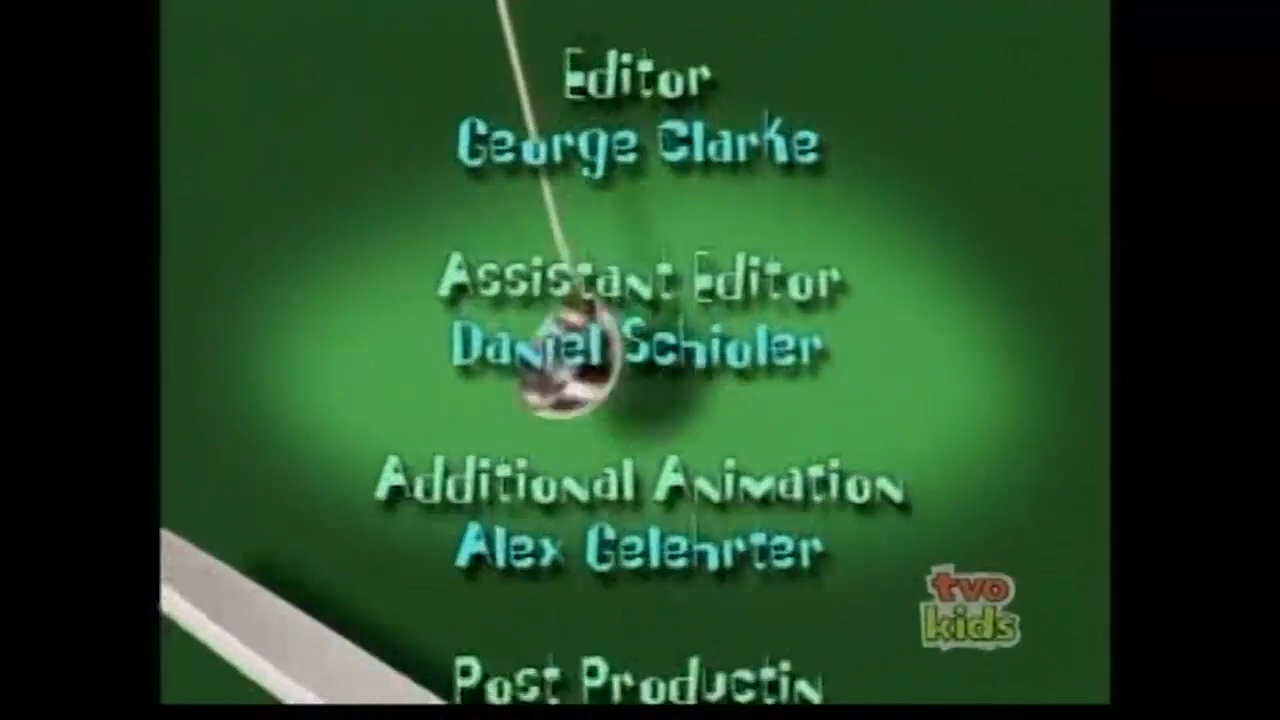 Editor
George Clarke
Assistant Editor
Daniel Schioler
Additional Animation
Alex Gelehrter
tvo
kids
Post Productin